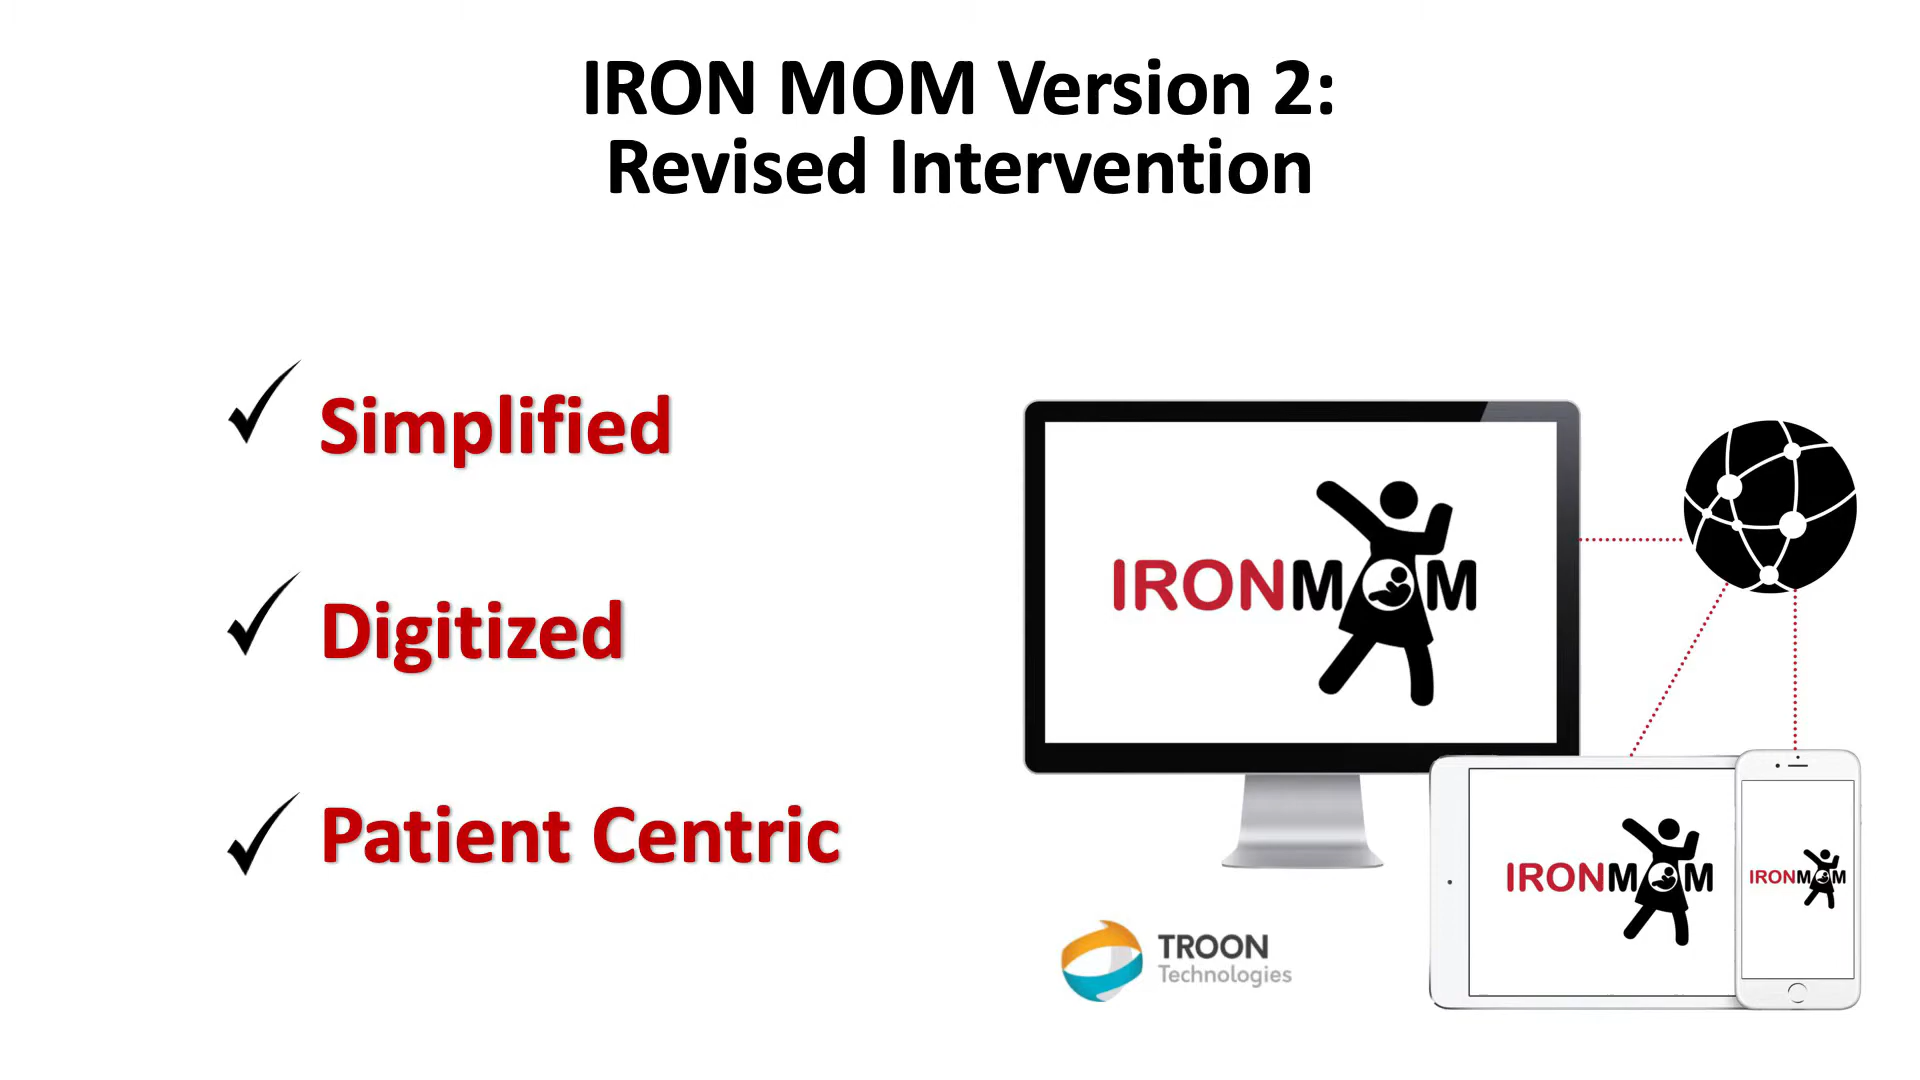 IRON MOM Version 2:
Revised Intervention
Simplified
Digitized
Patient Centric
IRONMOM
IRONMOM
IRONMOM
TROON
Technologies